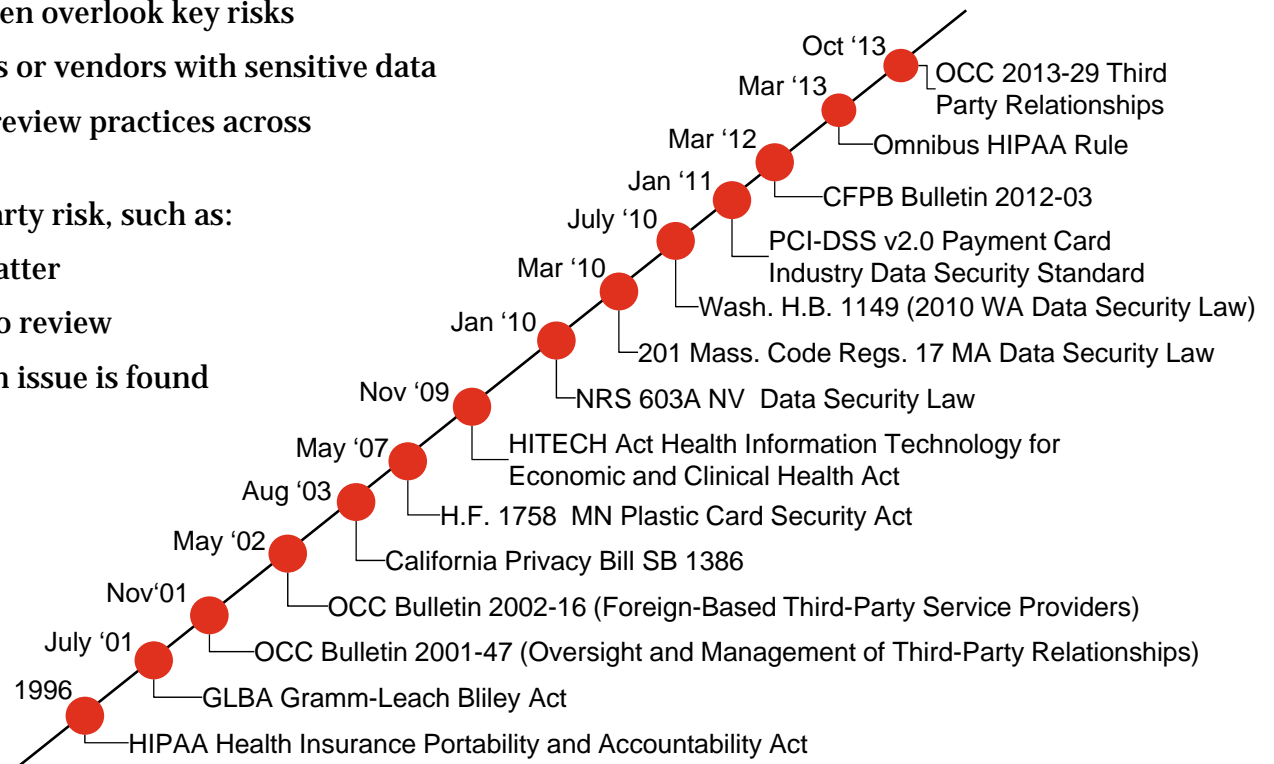 en overlook key risks
s or vendors with sensitive data
review practices across
arty risk, such as:
atter
o review
n issue is found
Oct ‘13
OCC 2013-29 Third
Party Relationships
Mar ‘13
Omnibus HIPAA Rule
Mar ‘12
CFPB Bulletin 2012-03
Jan ‘11
PCI-DSS v2.0 Payment Card
Industry Data Security Standard
July ‘10
Wash. H.B. 1149 (2010 WA Data Security Law)
Mar ‘10
201 Mass. Code Regs. 17 MA Data Security Law
Jan ‘10
NRS 603A NV  Data Security Law
Nov ‘09
HITECH Act Health Information Technology for
Economic and Clinical Health Act
May ‘07
H.F. 1758  MN Plastic Card Security Act
Aug ‘03
California Privacy Bill SB 1386
May ‘02
OCC Bulletin 2002-16 (Foreign-Based Third-Party Service Providers)
Nov‘01
OCC Bulletin 2001-47 (Oversight and Management of Third-Party Relationships)
July ‘01
GLBA Gramm-Leach Bliley Act
1996
HIPAA Health Insurance Portability and Accountability Act